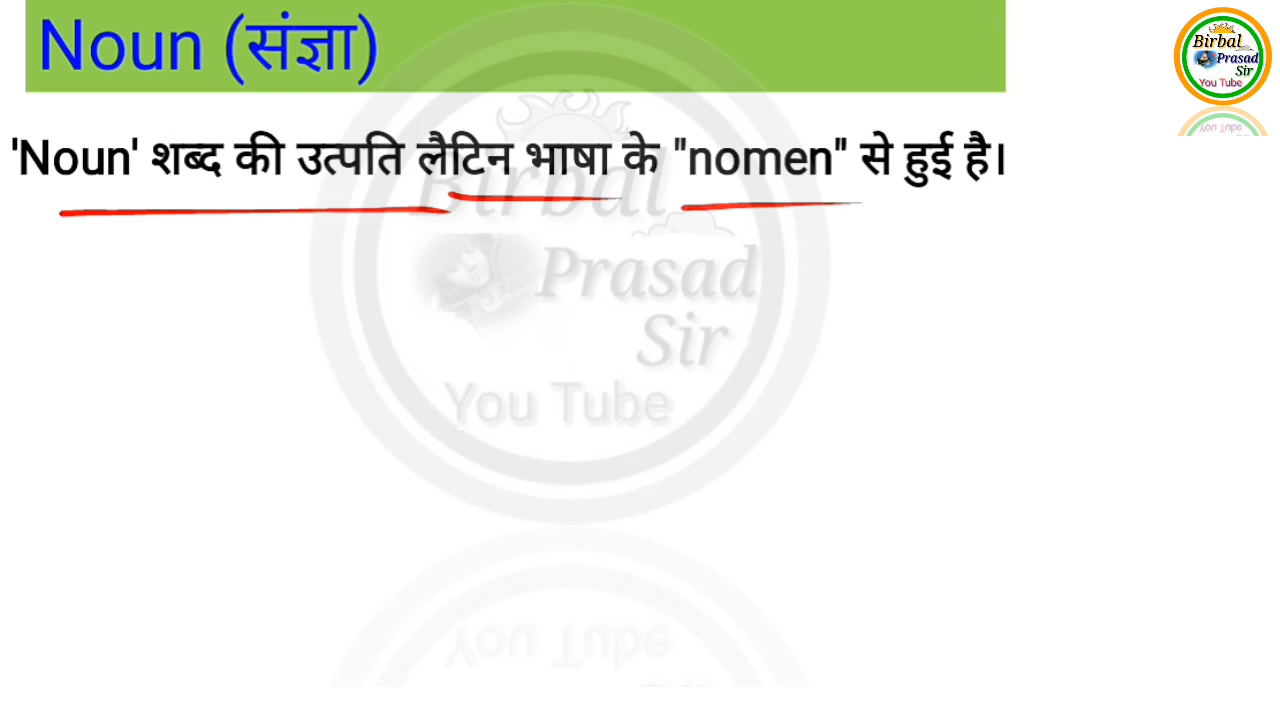 Noun (संज्ञा)
Birbal
Prasad
Sir
You Tube
'Noun' शब्द की उत्पति लैटिन भाषा के "nomen" से हुई है।
Birbal
Prasad
Sir
You Tube